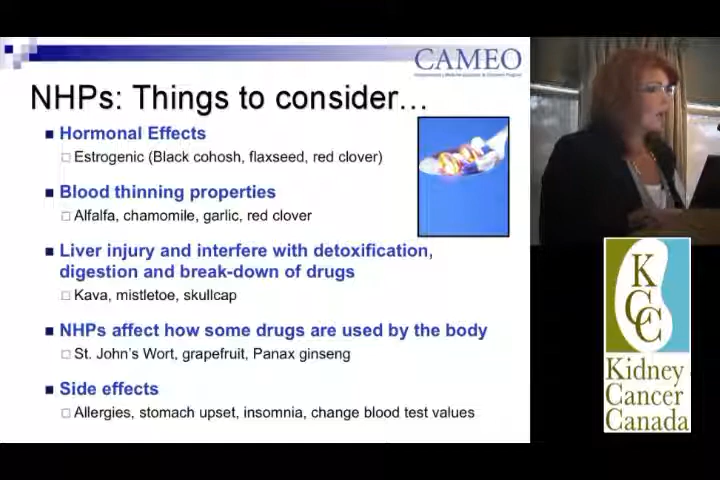 CAMEO
NHPs: Things to consider…
Hormonal Effects
Estrogenic (Black cohosh, flaxseed, red clover)
Blood thinning properties
Alfalfa, chamomile, garlic, red clover
Liver injury and interfere with detoxification,
digestion and break-down of drugs
Kava, mistletoe, skullcap
NHPs affect how some drugs are used by the body
St. John's Wort, grapefruit, Panax ginseng
Side effects
Allergies, stomach upset, insomnia, change blood test values
K
C
C
Kidney
Cancer
Canada